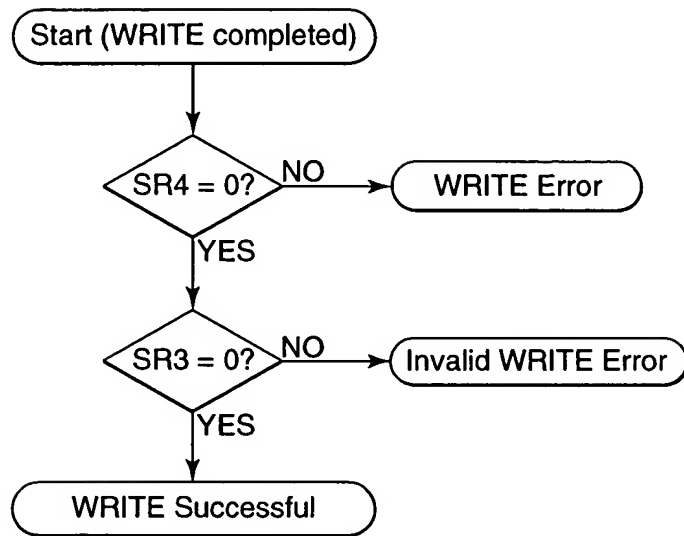 Start (WRITE completed)
SR4 = 0?
NO
WRITE Error
YES
SR3 = 0?
NO
Invalid WRITE Error
YES
WRITE Successful